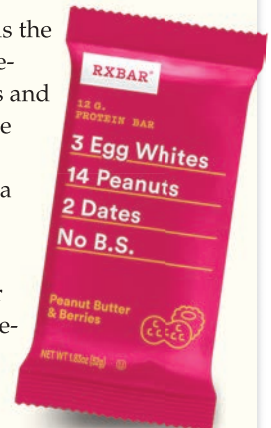 s the
e-
s and
e
a
r
e-
RXBAR®
12 G.
PROTEIN BAR
3 Egg Whites
14 Peanuts
2 Dates
No B.S.
Peanut Butter
& Berries
NET WT 1.83oz (52g)